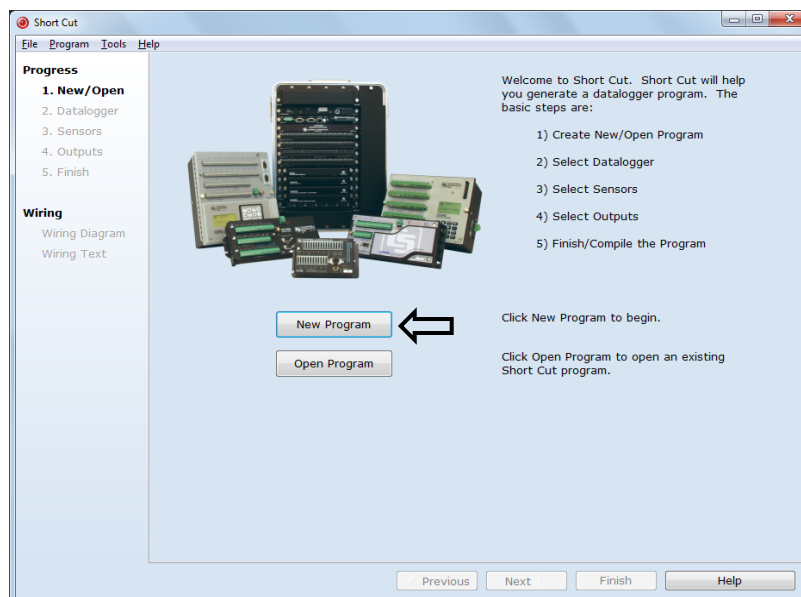 Short Cut
File Program Tools Help
Progress
1. New/Open
2. Datalogger
3. Sensors
4. Outputs
5. Finish
Wiring
Wiring Diagram
Wiring Text
Welcome to Short Cut. Short Cut will help
you generate a datalogger program. The
basic steps are:
1) Create New/Open Program
2) Select Datalogger
3) Select Sensors
4) Select Outputs
5) Finish/Compile the Program
New Program
Click New Program to begin.
Open Program
Click Open Program to open an existing
Short Cut program.
Previous Next Finish Help